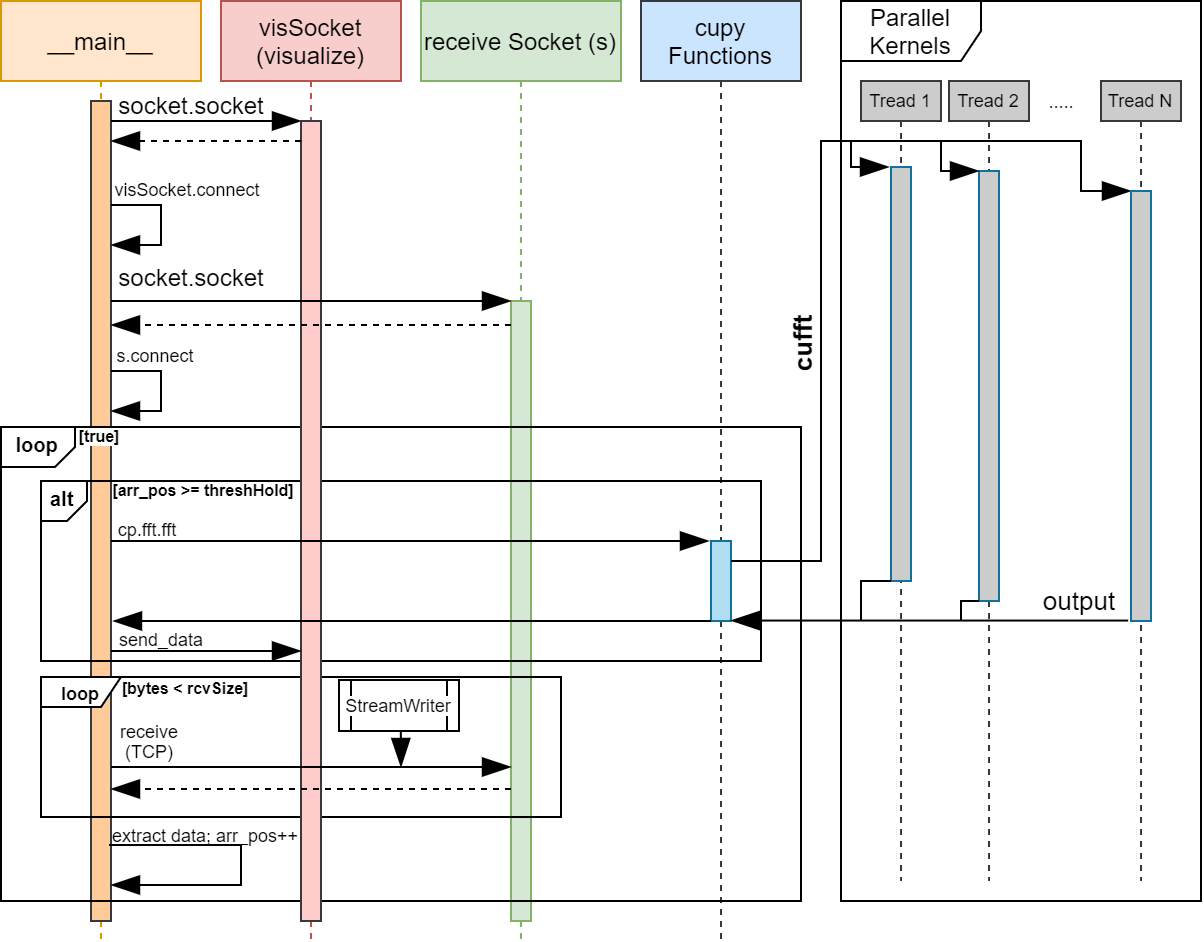 __main__
visSocket
(visualize)
receive Socket (s)
cupy
Functions
Parallel
Kernels
Tread 1
Tread 2
.....
Tread N
socket.socket
visSocket.connect
socket.socket
s.connect
cufft
loop
[true]
alt
[arr_pos >= threshHold]
cp.fft.fft
output
send_data
loop
[bytes < rcvSize]
StreamWriter
receive
(TCP)
extract data; arr_pos++